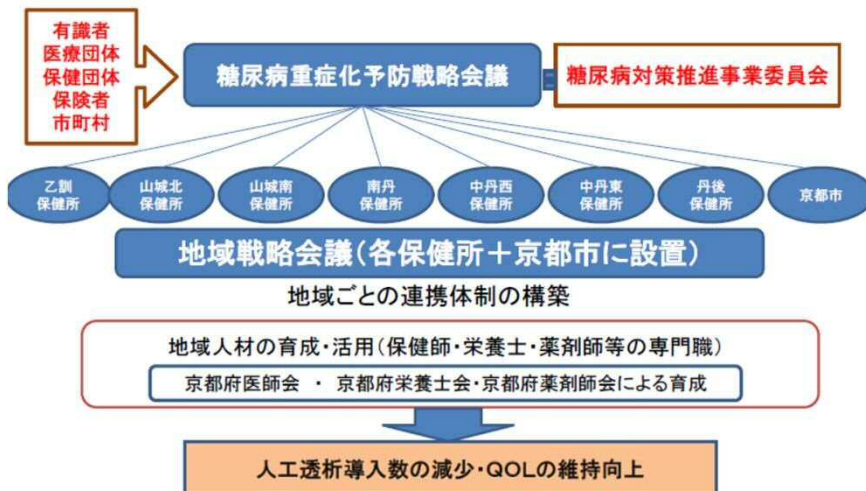 有識者
医療団体
保健団体
保険者
市町村
糖尿病重症化予防戦略会議
糖尿病対策推進事業委員会
乙訓
保健所
山城北
保健所
山城南
保健所
南丹
保健所
中丹西
保健所
中丹東
保健所
丹後
保健所
京都市
地域戦略会議(各保健所+京都市に設置)
地域ごとの連携体制の構築
地域人材の育成・活用(保健師・栄養士・薬剤師等の専門職)
京都府医師会 ・ 京都府栄養士会・京都府薬剤師会による育成
人工透析導入数の減少・QOLの維持向上